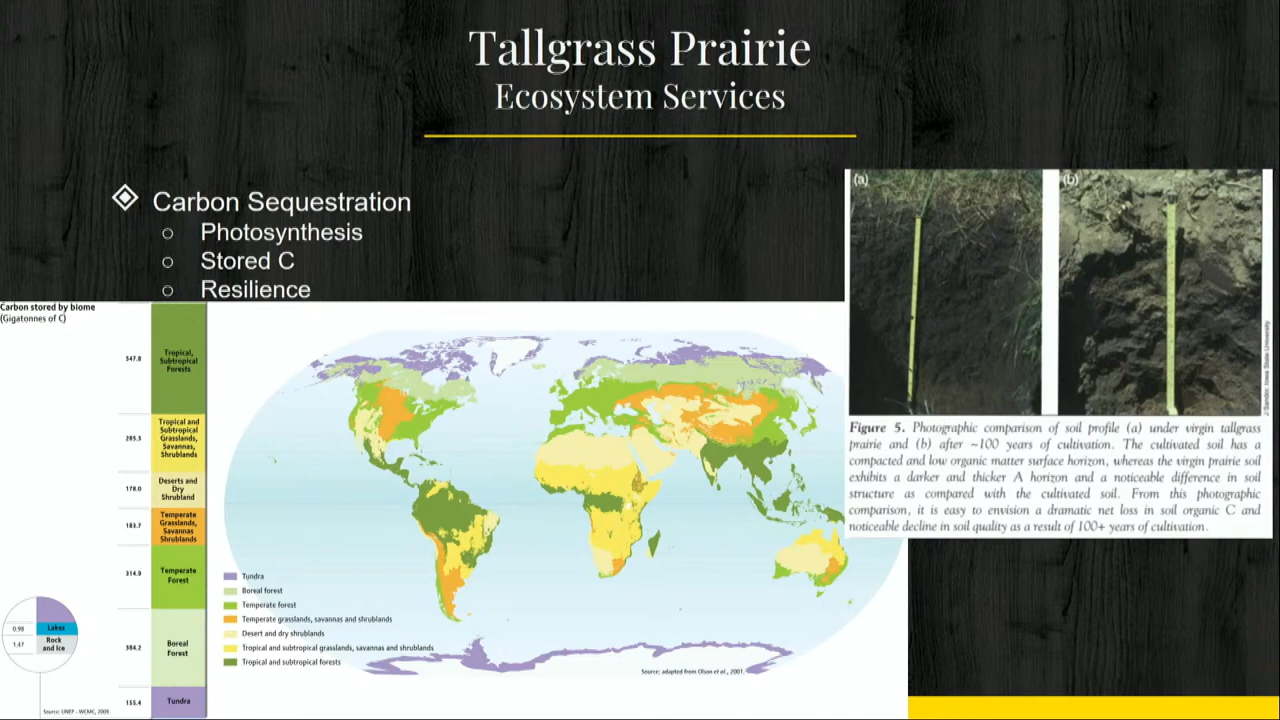 Tallgrass Prairie
Ecosystem Services
Carbon Sequestration
Photosynthesis
Stored C
Resilience
Carbon stored by biome
(Gigatonnes of C)
547.8
Tropical,
Subtropical
Forests
285.3
Tropical and
Subtropical
Grasslands,
Savannas,
Shrublands
178.0
Deserts and
Dry
Shrubland
183.7
Temperate
Grasslands,
Savannas
Shrublands
314.9
Temperate
Forest
384.2
Boreal
Forest
155.4
Tundra
0.98
Lakes
1.47
Rock
and Ice
Source: UNEP - WCMC, 2009.
Tundra
Boreal forest
Temperate forest
Temperate grasslands, savannas and shrublands
Desert and dry shrublands
Tropical and subtropical grasslands, savannas and shrublands
Tropical and subtropical forests
Source: adapted from Olson et al., 2001.
(a)
(b)
J Sandor, Iowa State University
Figure 5. Photographic comparison of soil profile (a) under virgin tallgrass
prairie and (b) after ~100 years of cultivation. The cultivated soil has a
compacted and low organic matter surface horizon, whereas the virgin prairie soil
exhibits a darker and thicker A horizon and a noticeable difference in soil
structure as compared with the cultivated soil. From this photographic
comparison, it is easy to envision a dramatic net loss in soil organic C and
noticeable decline in soil quality as a result of 100+ years of cultivation.